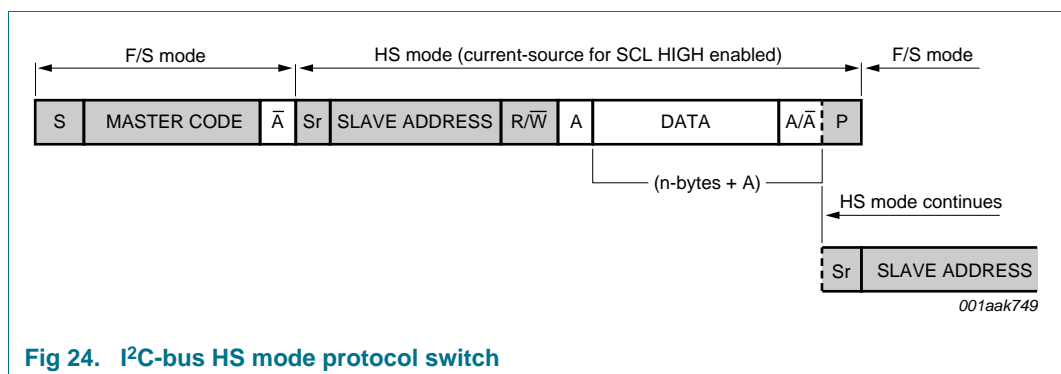 F/S mode HS mode (current-source for SCL HIGH enabled) F/S mode
S MASTER CODE A̅ Sr SLAVE ADDRESS R/W̅ A DATA A/A̅ P
(n-bytes + A)
HS mode continues
Sr SLAVE ADDRESS
001aak749
Fig 24. I²C-bus HS mode protocol switch